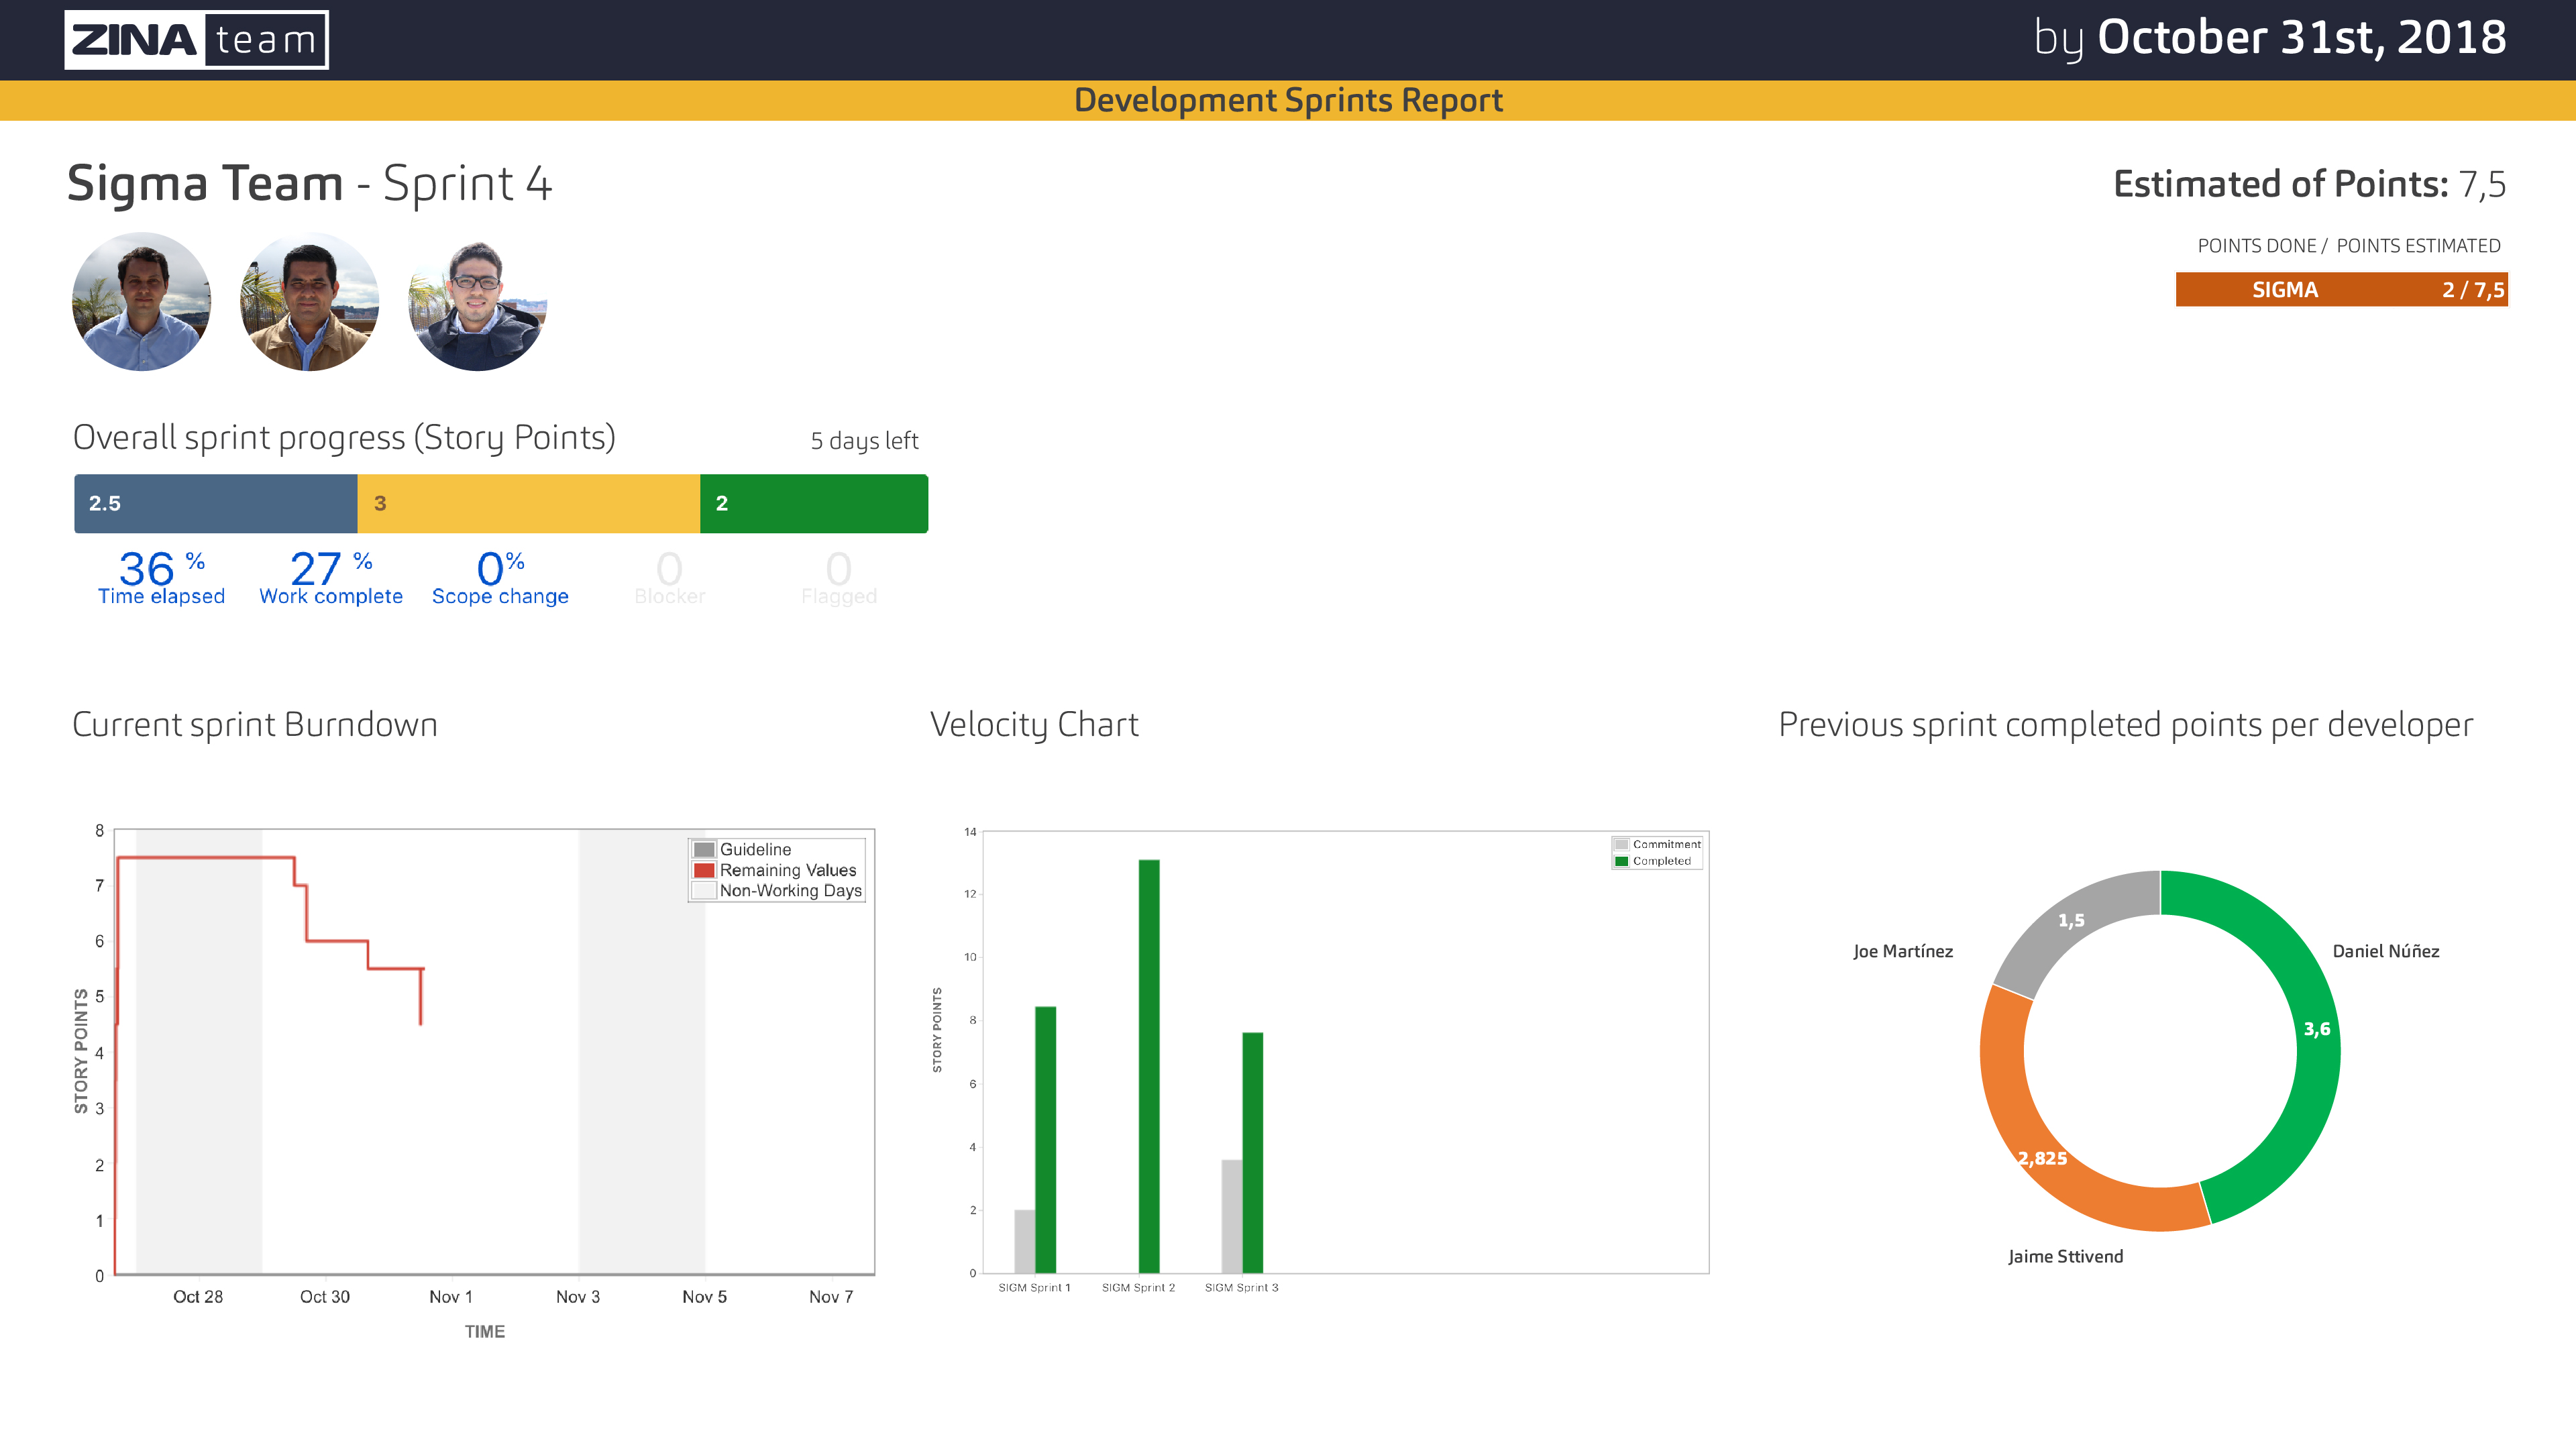 ZINA team
by October 31st, 2018
Development Sprints Report
Sigma Team - Sprint 4
Estimated of Points: 7,5
POINTS DONE / POINTS ESTIMATED
SIGMA 2 / 7,5
Overall sprint progress (Story Points)
5 days left
2.5 3 2
36 % 27 % 0% 0 0
Time elapsed Work complete Scope change Blocker Flagged
Current sprint Burndown
8
7
6
5
4
3
2
1
0
STORY POINTS
Guideline
Remaining Values
Non-Working Days
Oct 28 Oct 30 Nov 1 Nov 3 Nov 5 Nov 7
TIME
Velocity Chart
14
12
10
8
6
4
2
0
STORY POINTS
Commitment
Completed
SIGM Sprint 1 SIGM Sprint 2 SIGM Sprint 3
Previous sprint completed points per developer
1,5
Joe Martínez
Daniel Núñez
3,6
2,825
Jaime Sttivend